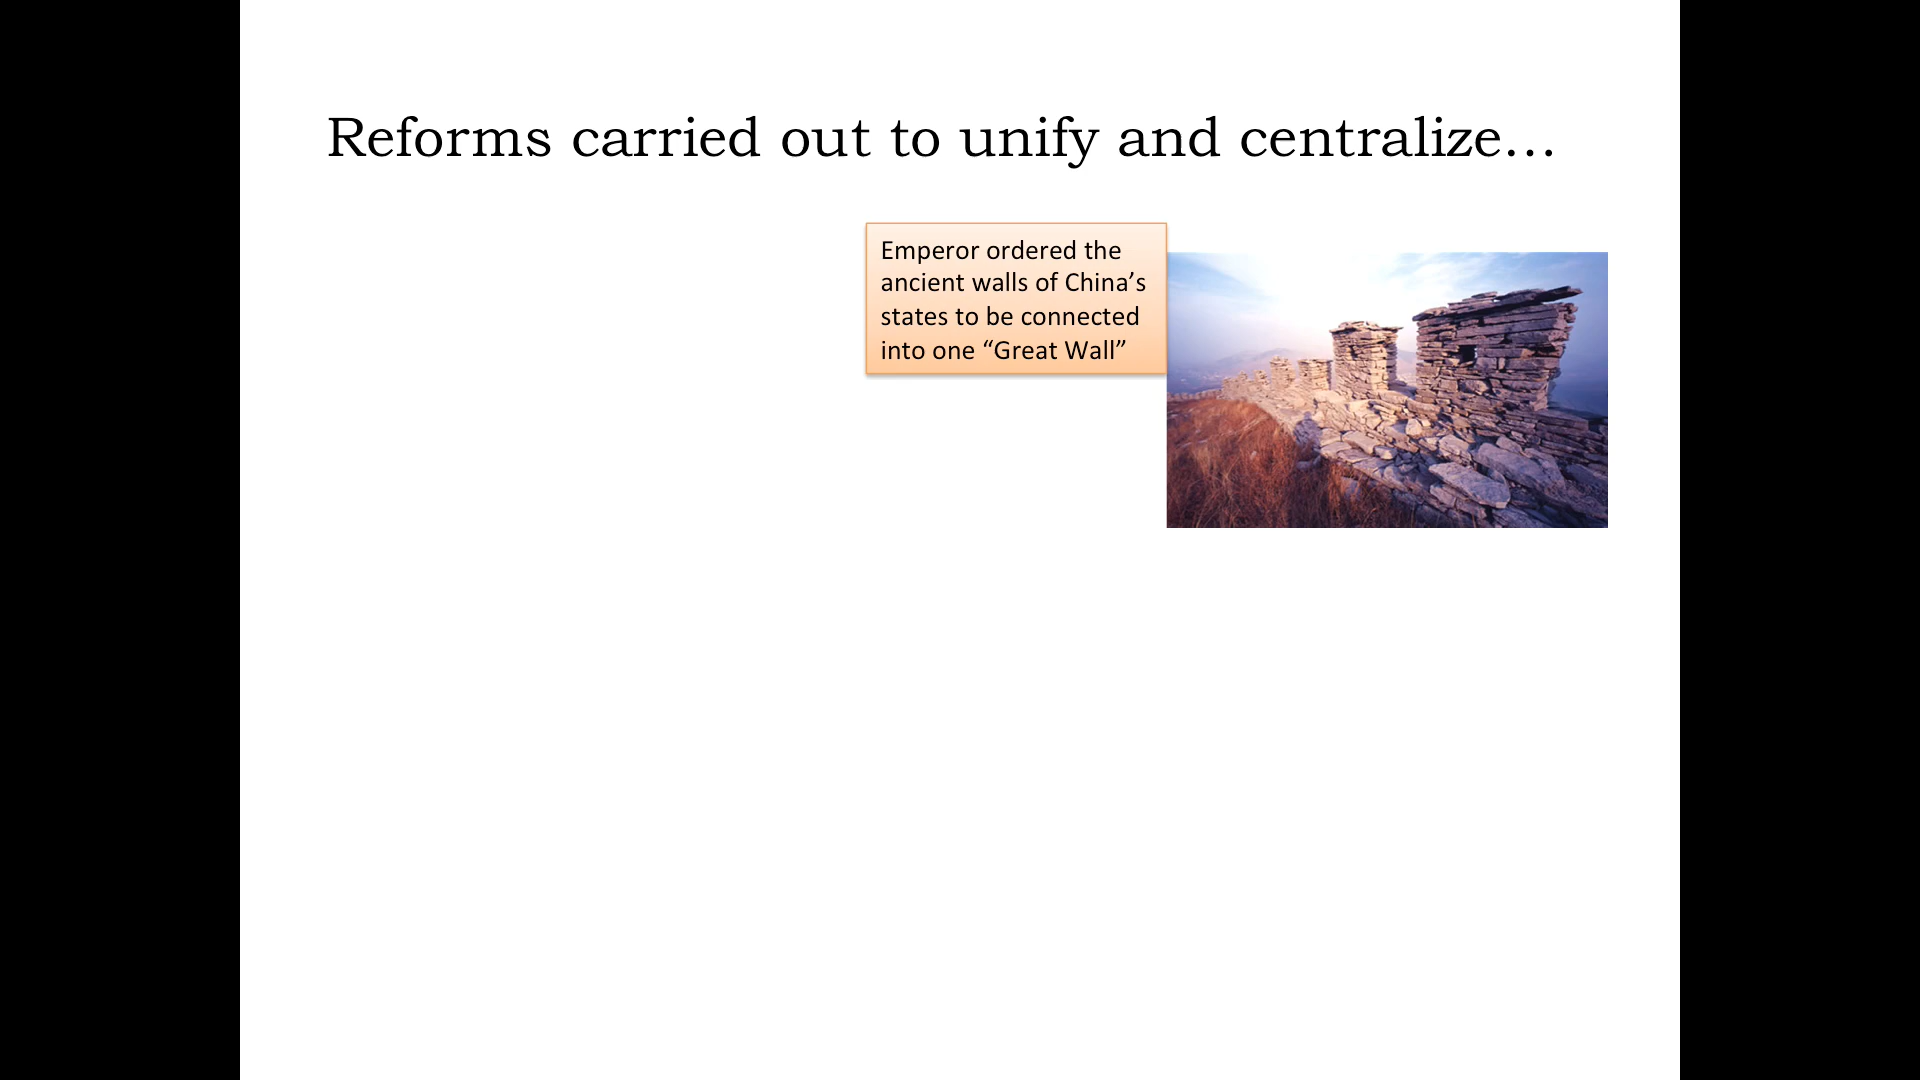 Reforms carried out to unify and centralize…
Emperor ordered the
ancient walls of China’s
states to be connected
into one “Great Wall”